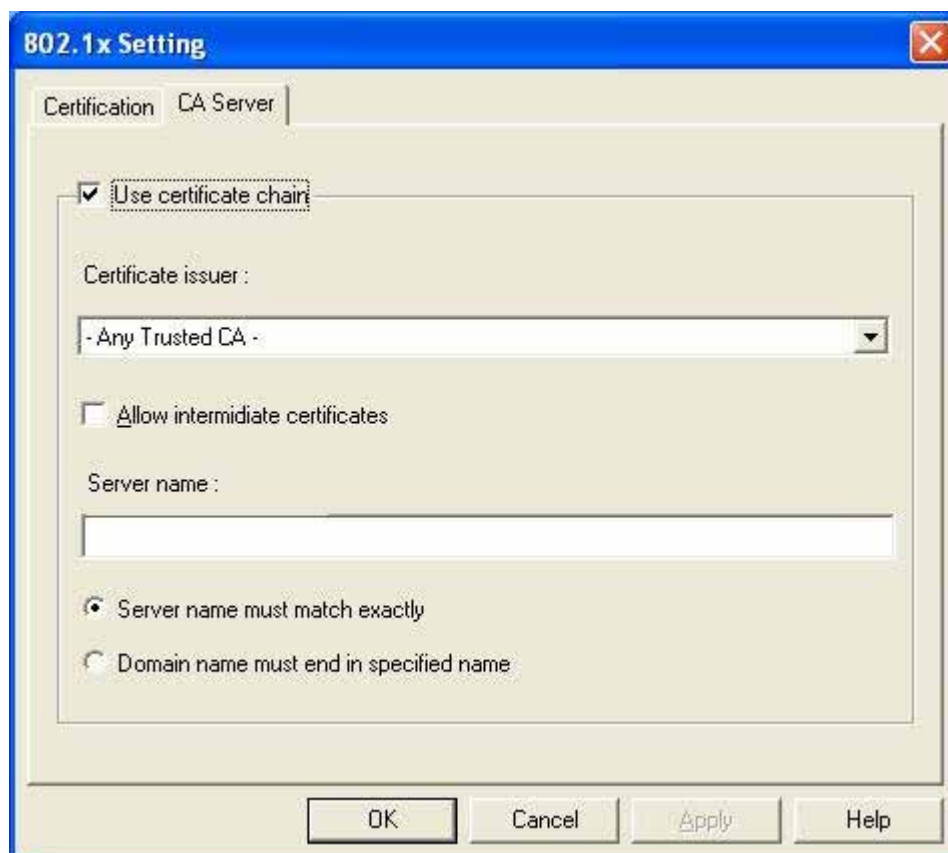 802.1x Setting
Certification
CA Server
Use certificate chain
Certificate issuer :
- Any Trusted CA -
Allow intermidiate certificates
Server name :
Server name must match exactly
Domain name must end in specified name
OK
Cancel
Apply
Help